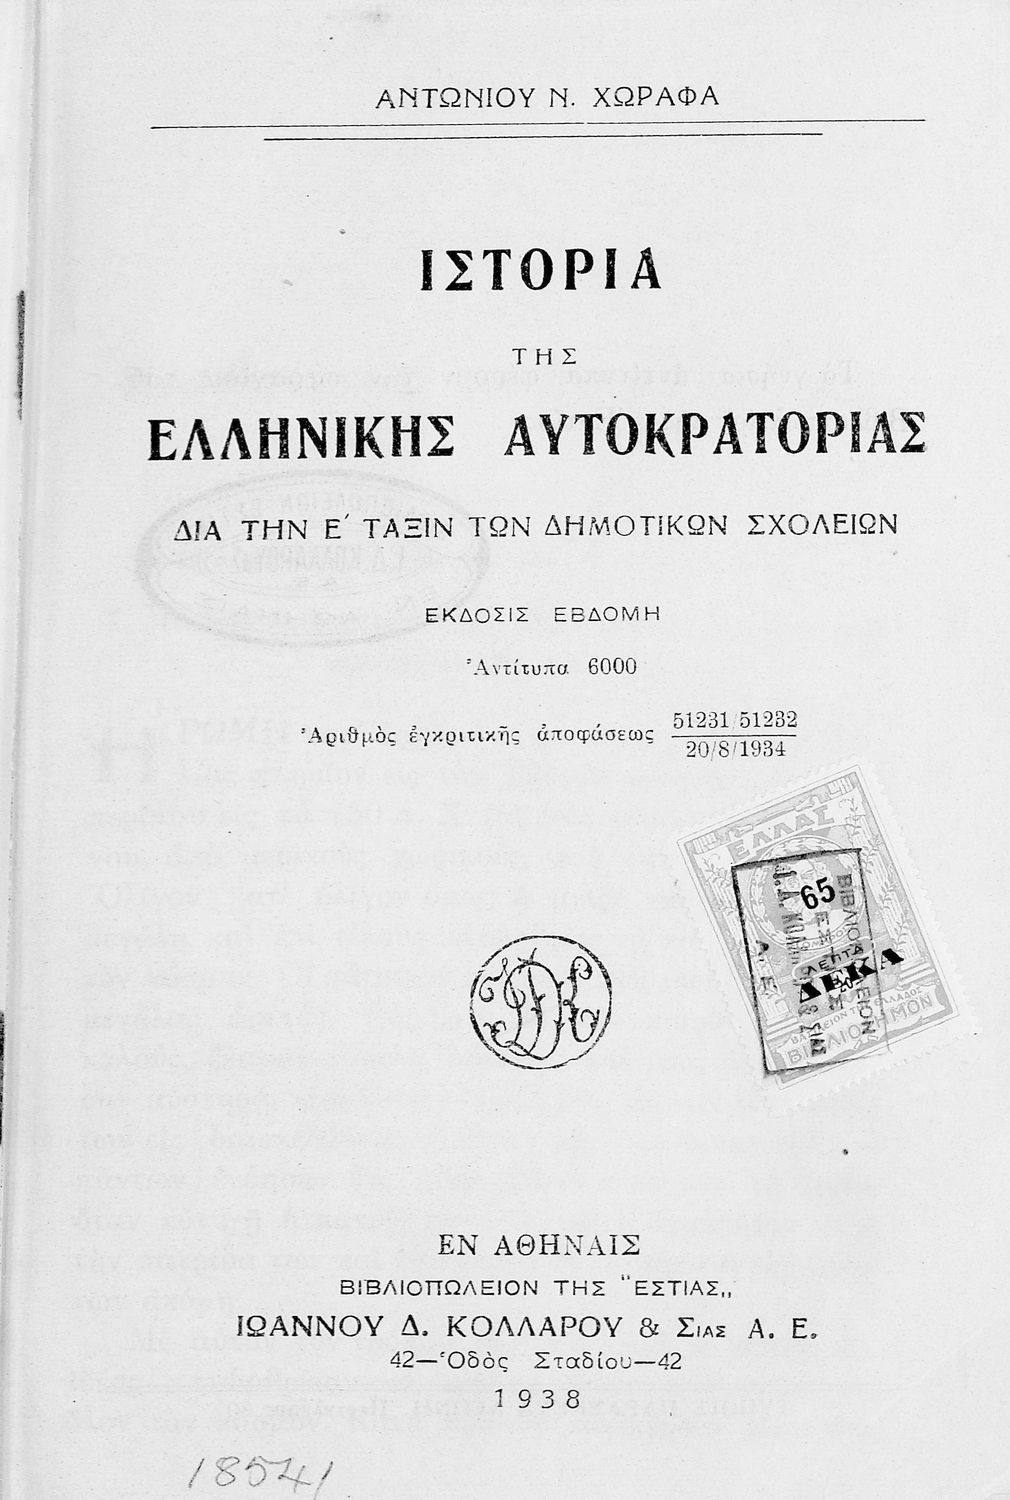 ΑΝΤΩΝΙΟΥ Ν. ΧΩΡΑΦΑ
ΙΣΤΟΡΙΑ
ΤΗΣ
ΕΛΛΗΝΙΚΗΣ ΑΥΤΟΚΡΑΤΟΡΙΑΣ
ΔΙΑ ΤΗΝ Ε΄ ΤΑΞΙΝ ΤΩΝ ΔΗΜΟΤΙΚΩΝ ΣΧΟΛΕΙΩΝ
ΕΚΔΟΣΙΣ ΕΒΔΟΜΗ
Ἀντίτυπα 6000
Ἀριθμὸς ἐγκριτικῆς ἀποφάσεως 51231/51232
20/8/1934
ΕΛΛΑΣ
65
ΛΕΠΤΑ
ΔΕΚΑ
ΒΙΒΛΙΟΣΗΜΟΝ
ΕΝ ΑΘΗΝΑΙΣ
ΒΙΒΛΙΟΠΩΛΕΙΟΝ ΤΗΣ "ΕΣΤΙΑΣ,,
ΙΩΑΝΝΟΥ Δ. ΚΟΛΛΑΡΟΥ & ΣΙΑΣ Α. Ε.
42—Ὁδὸς Σταδίου—42
1938
18541